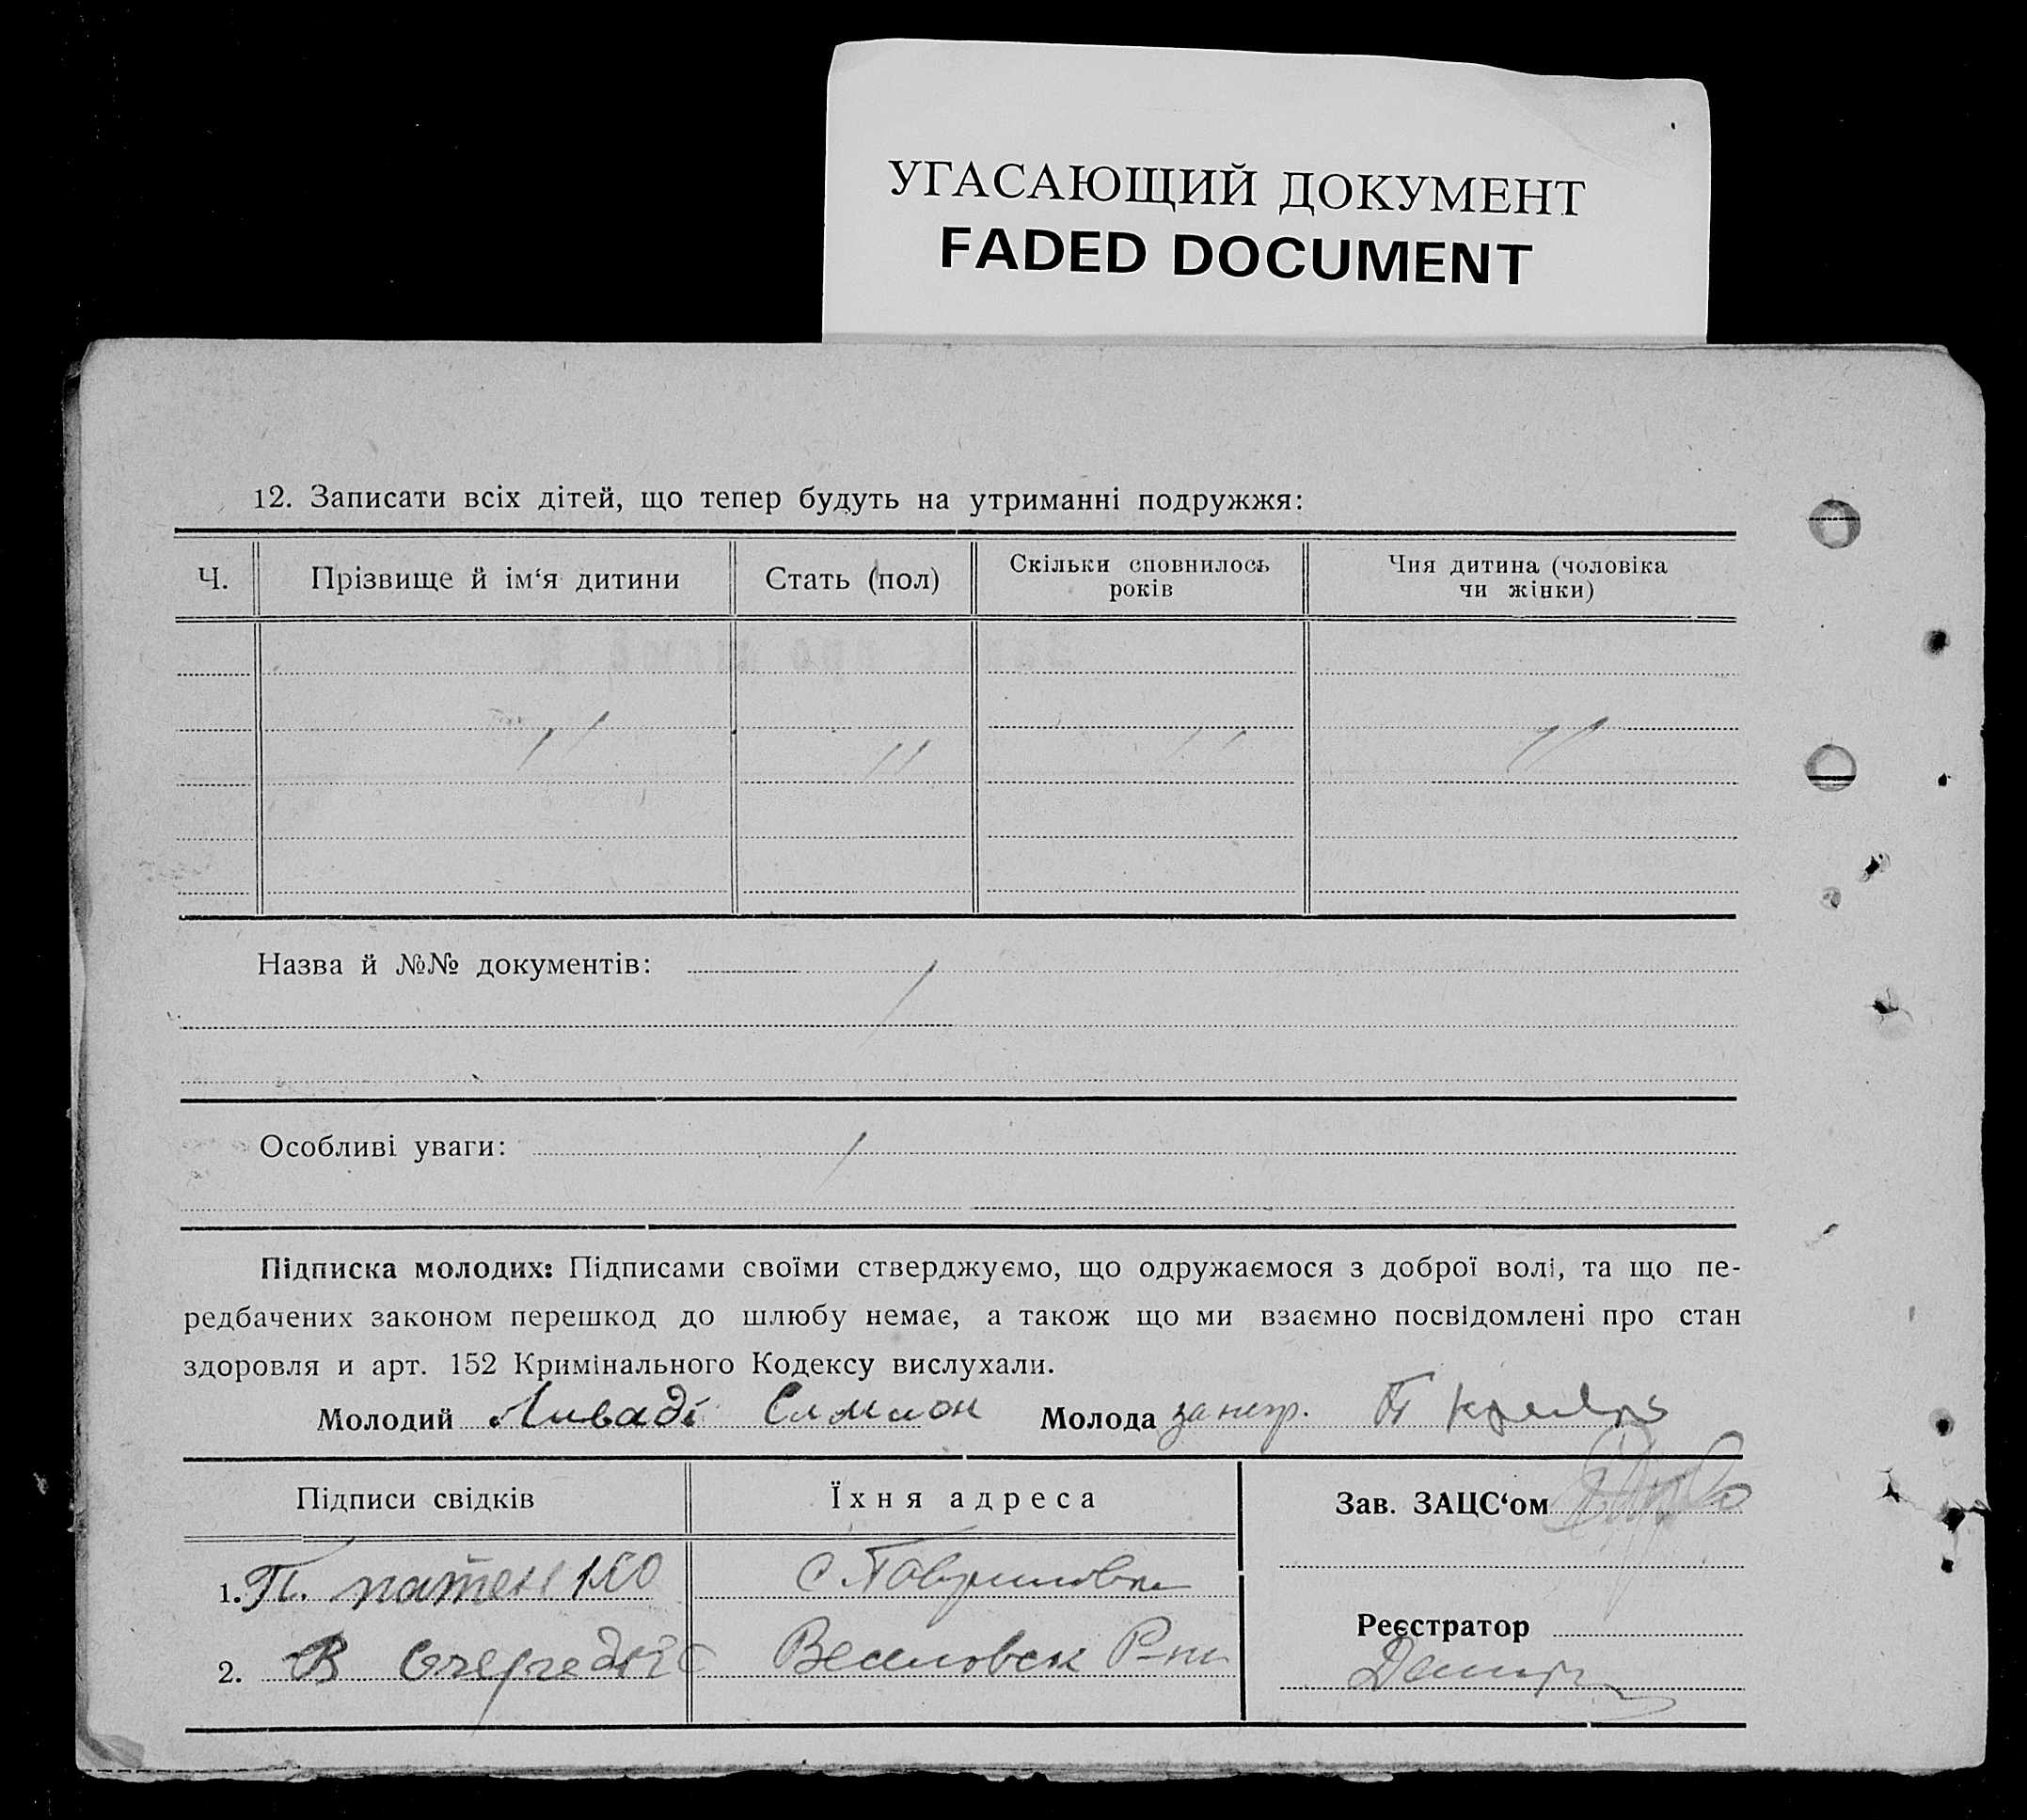 УГАСАЮЩИЙ ДОКУМЕНТ
FADED DOCUMENT
12. Записати всіх дітей, що тепер будуть на утриманні подружжя:
Ч. Прізвище й ім‘я дитини Стать (пол) Скільки сповнилось років Чия дитина (чоловіка чи жінки)
Назва й №№ документів:
Особливі уваги:
Підписка молодих: Підписами своїми стверджуємо, що одружаємося з доброї волі, та що пе-
редбачених законом перешкод до шлюбу немає, а також що ми взаємно посвідомлені про стан
здоровля и арт. 152 Кримінального Кодексу вислухали.
Молодий Ливаді Симион Молода за негр.
Підписи свідків Їхня адреса Зав. ЗАЦС‘ом
1. П.
Реєстратор
2. В Веселовск Р-ну